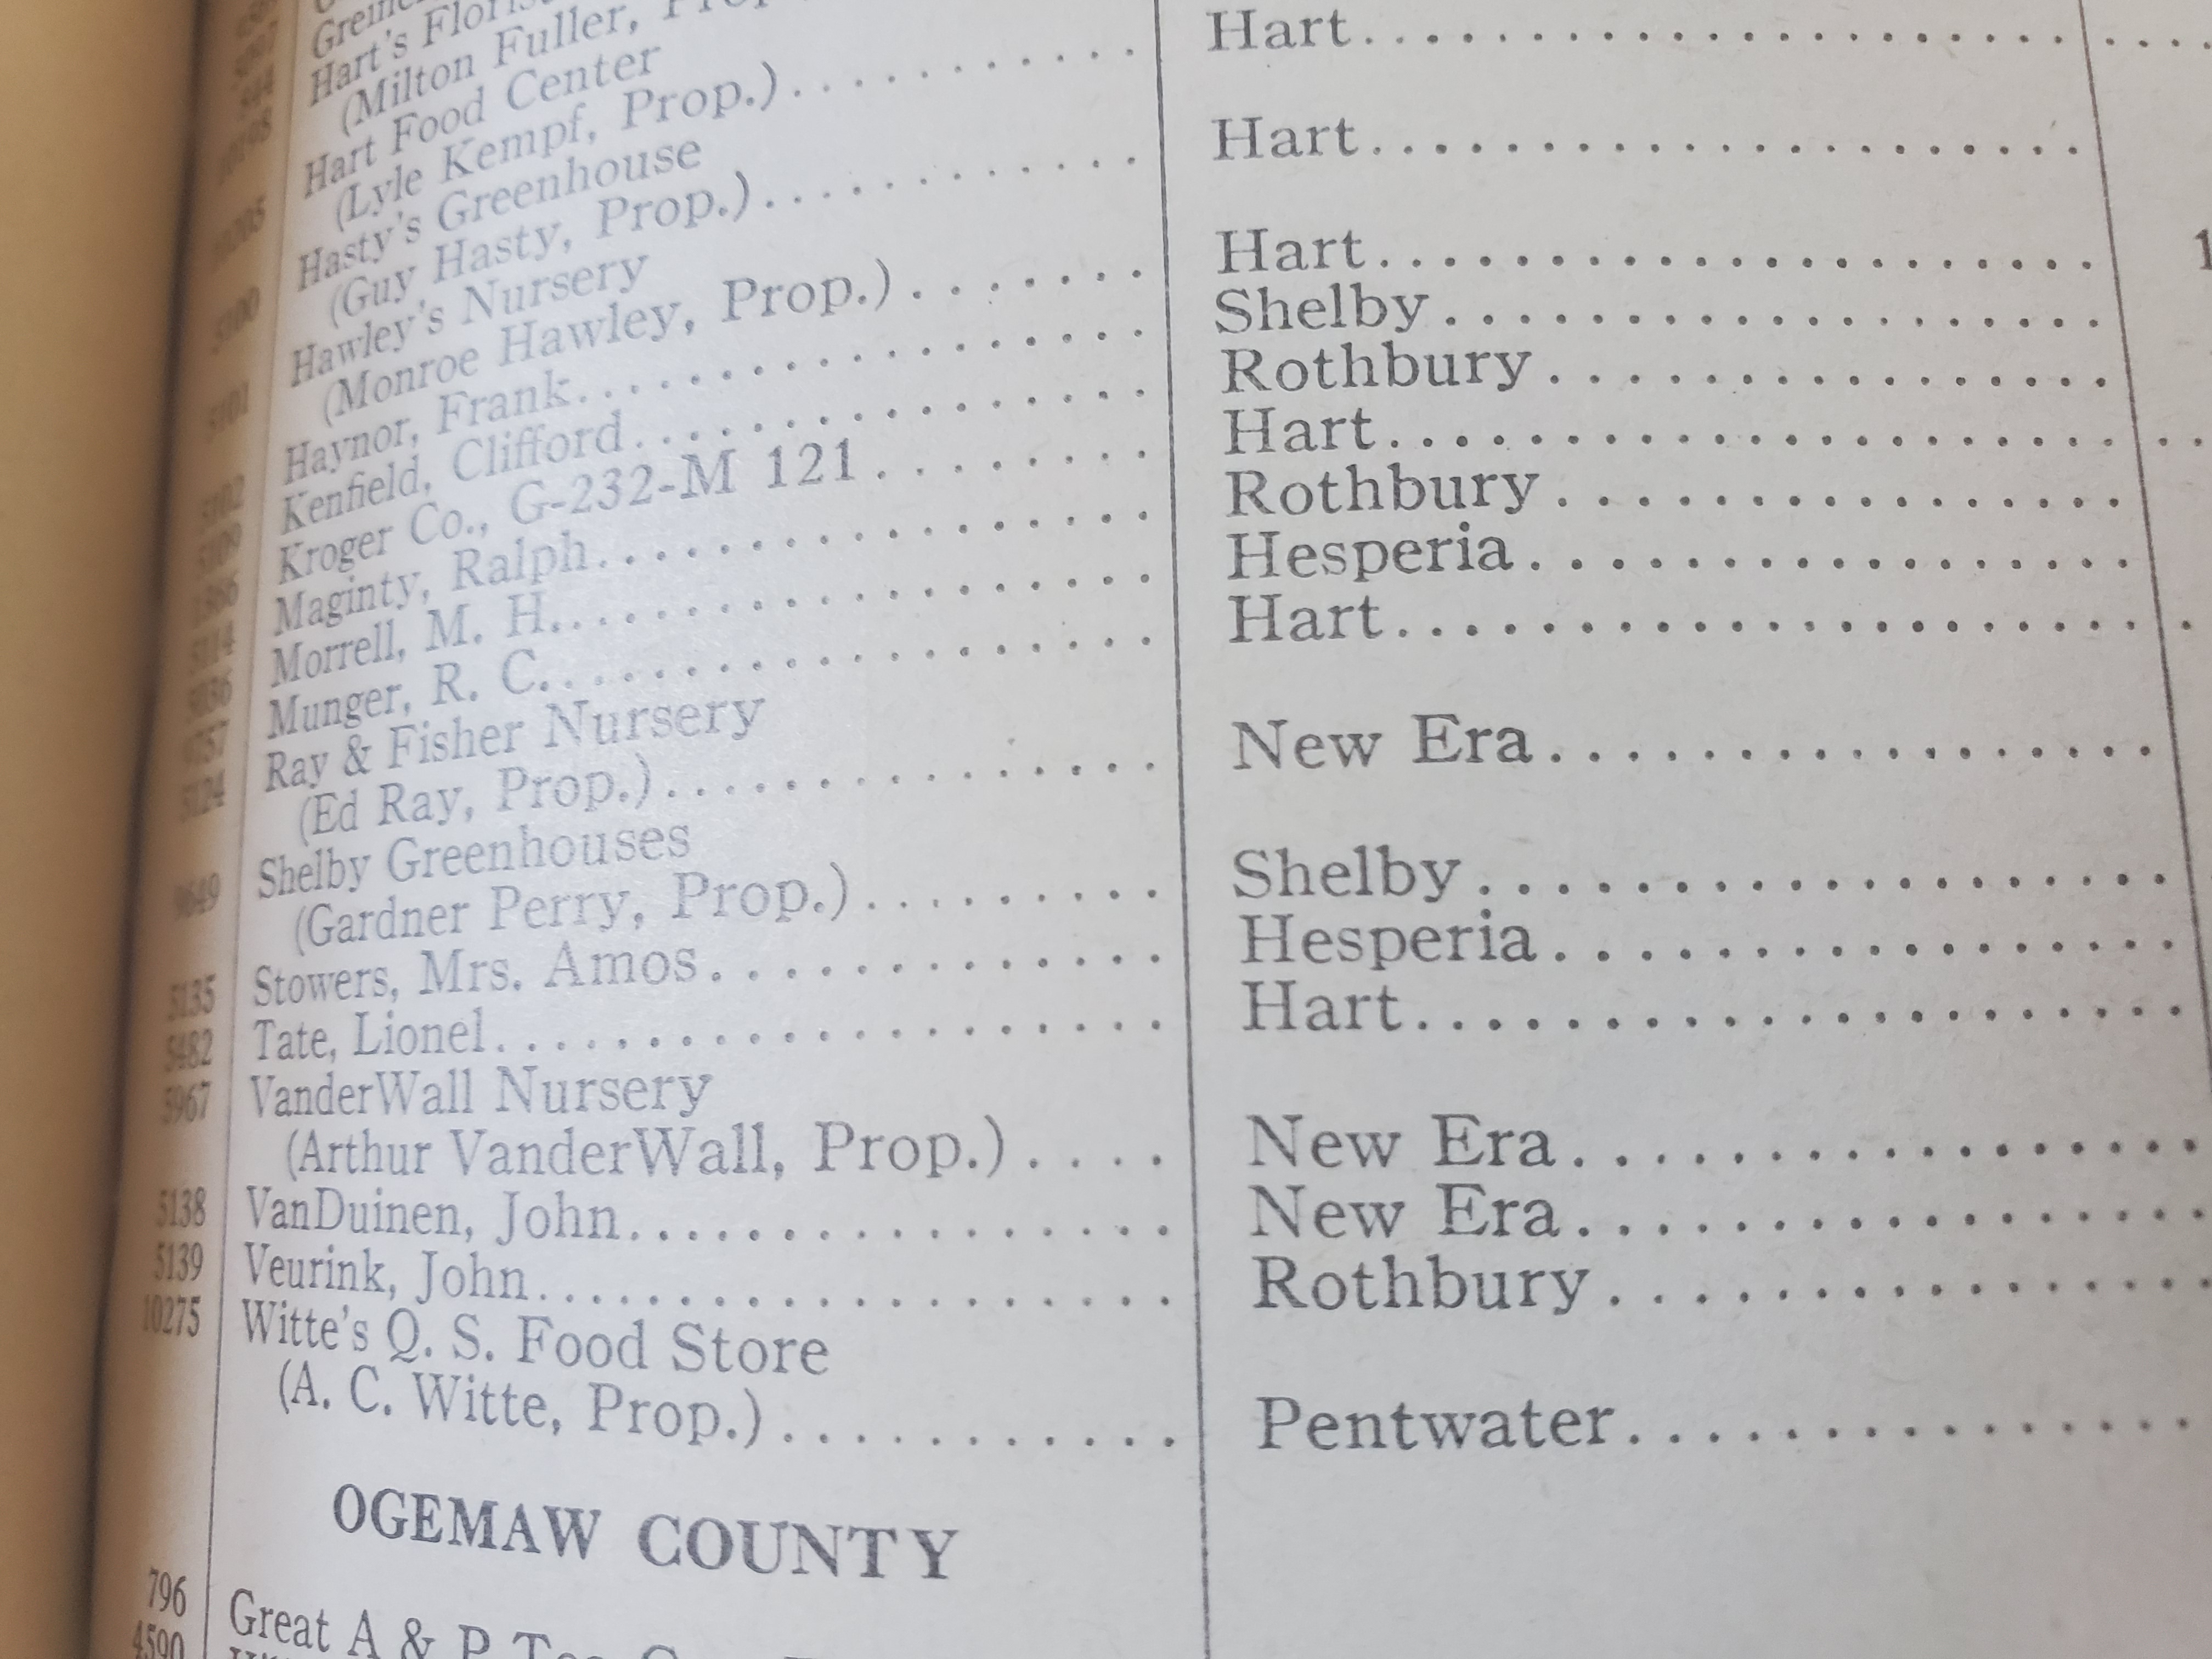 Hart's
(Milton Fuller,
Hart Food Center
(Lyle Kempf, Prop.) Hart
Hasty's Greenhouse
(Guy Hasty, Prop.) Hart
Hawley's Nursery
(Monroe Hawley, Prop.) Hart
Haynor, Frank Shelby
Kenfield, Clifford Rothbury
Kroger Co., G-232-M 121 Hart
Maginty, Ralph Rothbury
Morrell, M. H. Hesperia
Munger, R. C. Hart
Ray & Fisher Nursery
(Ed Ray, Prop.) New Era
Shelby Greenhouses
(Gardner Perry, Prop.) Shelby
5135 Stowers, Mrs. Amos Hesperia
5482 Tate, Lionel Hart
5967 VanderWall Nursery
(Arthur VanderWall, Prop.) New Era
5138 VanDuinen, John New Era
5139 Veurink, John Rothbury
10275 Witte's Q. S. Food Store
(A. C. Witte, Prop.) Pentwater
OGEMAW COUNTY
796 Great A & P
4590